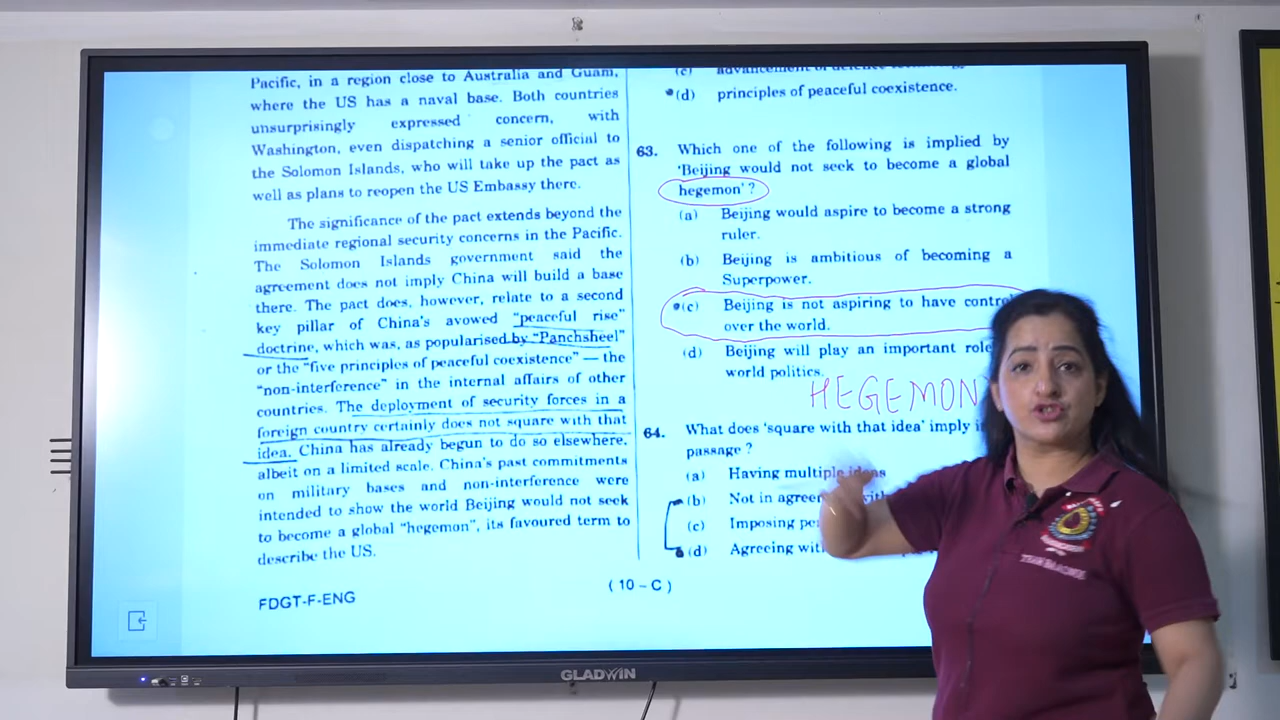 Pacific, in a region close to Australia and Guam,
where the US has a naval base. Both countries
unsurprisingly expressed concern, with
Washington, even dispatching a senior official to
the Solomon Islands, who will take up the pact as
well as plans to reopen the US Embassy there.
The significance of the pact extends beyond the
immediate regional security concerns in the Pacific.
The Solomon Islands government said the
agreement does not imply China will build a base
there. The pact does, however, relate to a second
key pillar of China's avowed "peaceful rise"
doctrine, which was, as popularised by "Panchsheel"
or the "five principles of peaceful coexistence" — the
"non-interference" in the internal affairs of other
countries. The deployment of security forces in a
foreign country certainly does not square with that
idea. China has already begun to do so elsewhere,
albeit on a limited scale. China's past commitments
on military bases and non-interference were
intended to show the world Beijing would not seek
to become a global "hegemon", its favoured term to
describe the US.
FDGT-F-ENG
(10 – C)
(c) advancement of defence
(d) principles of peaceful coexistence.
63. Which one of the following is implied by
'Beijing would not seek to become a global
hegemon' ?
(a) Beijing would aspire to become a strong
ruler.
(b) Beijing is ambitious of becoming a
Superpower.
(c) Beijing is not aspiring to have control
over the world.
(d) Beijing will play an important role
world politics.
HEGEMON
64. What does 'square with that idea' imply
passage ?
(a) Having multiple ideas
(b) Not in
(c) Imposing
(d) Agreeing
GLADWIN